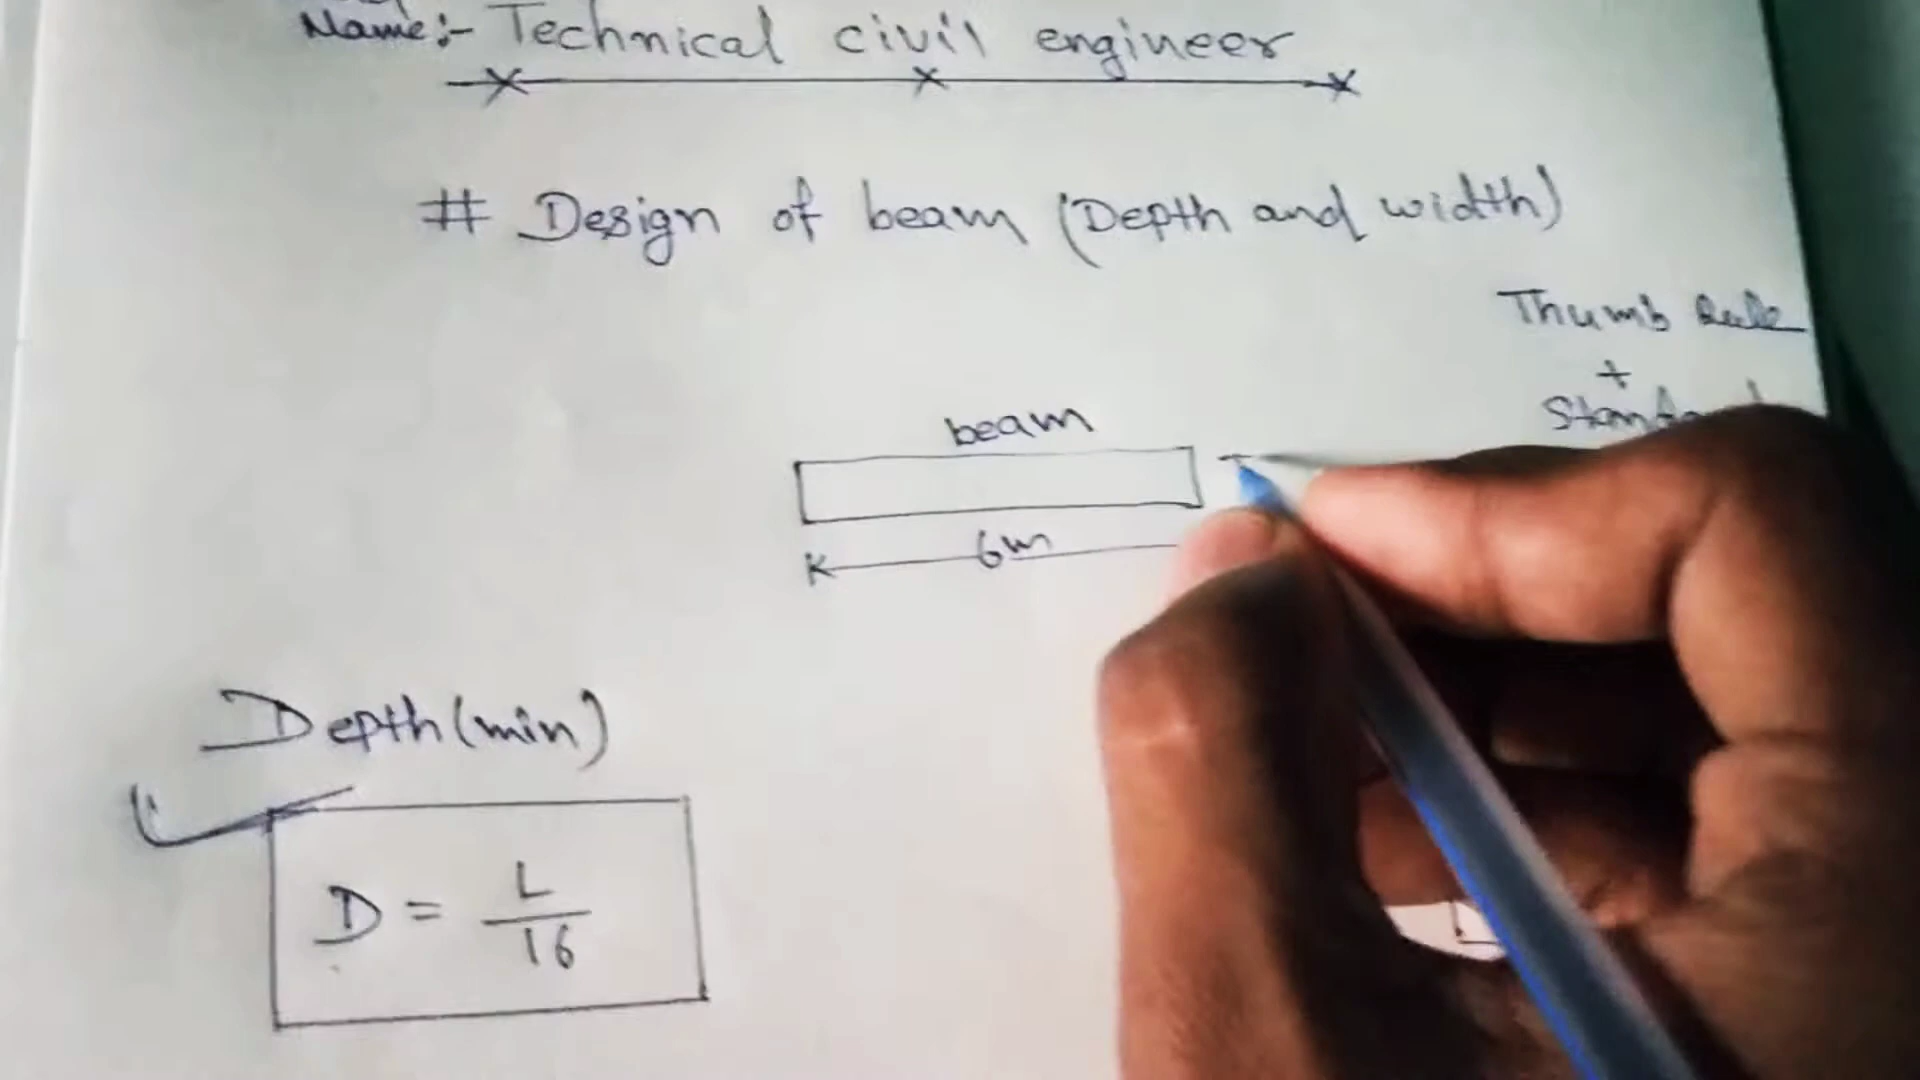 Name:- Technical civil engineer
# Design of beam (Depth and width)
Thumb Rule
+
beam
6m
Depth(min)
D = L/16